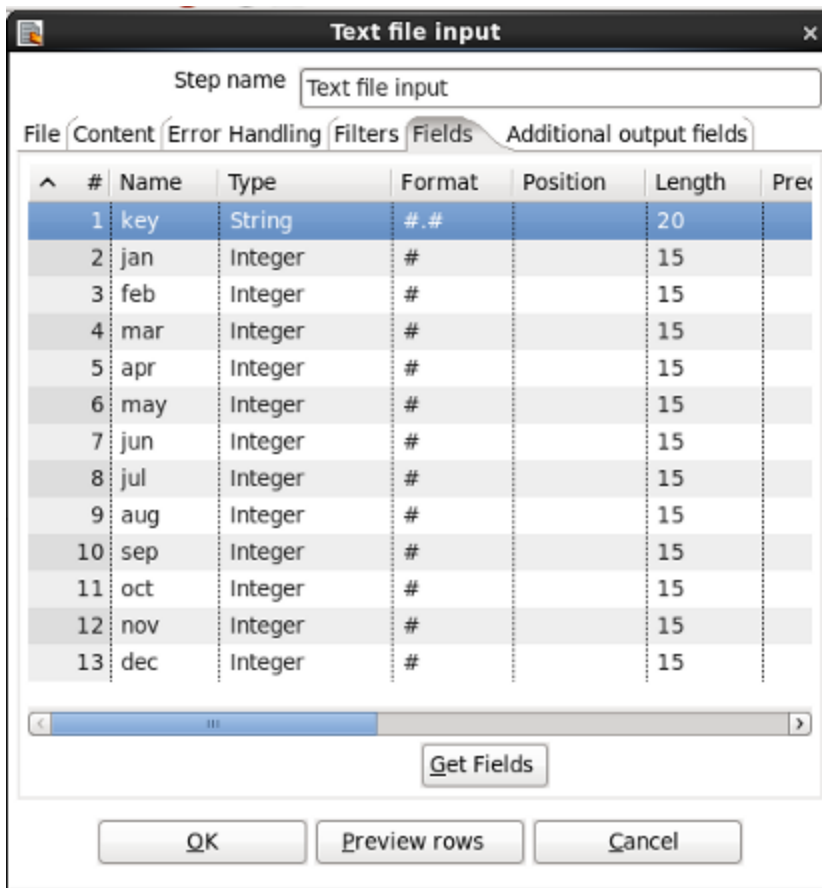 Text file input
Step name Text file input
File Content Error Handling Filters Fields Additional output fields
# Name Type Format Position Length Prec
1 key String #.# 20
2 jan Integer # 15
3 feb Integer # 15
4 mar Integer # 15
5 apr Integer # 15
6 may Integer # 15
7 jun Integer # 15
8 jul Integer # 15
9 aug Integer # 15
10 sep Integer # 15
11 oct Integer # 15
12 nov Integer # 15
13 dec Integer # 15
Get Fields
OK Preview rows Cancel